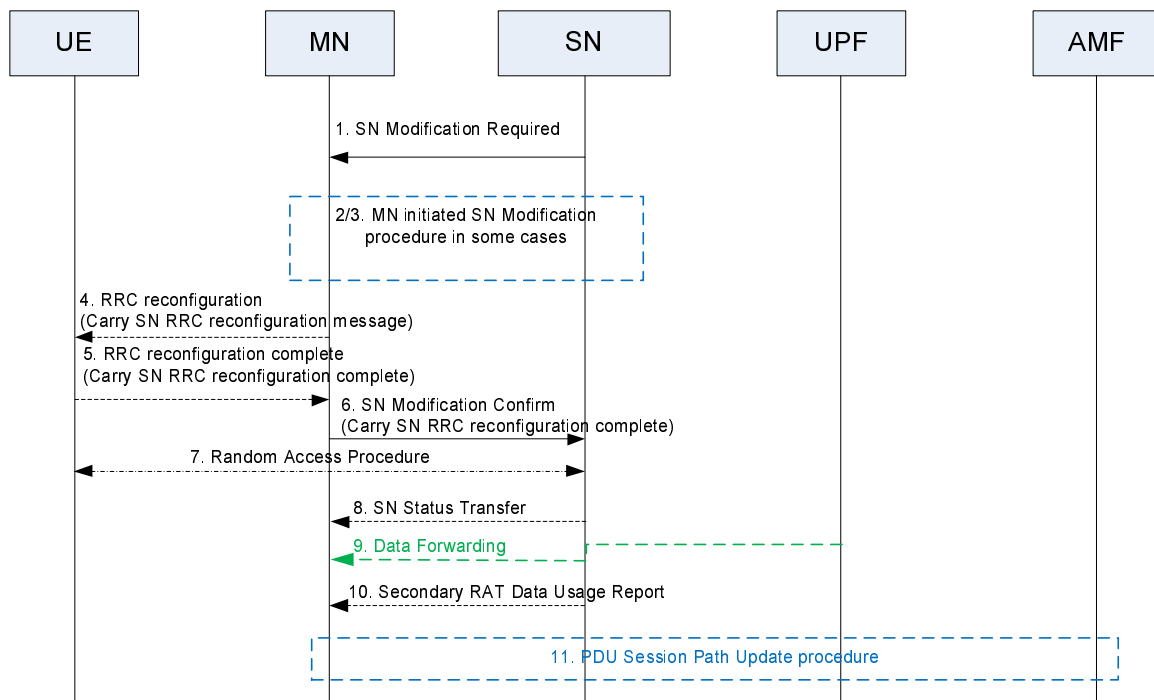 UE
MN
SN
UPF
AMF
1. SN Modification Required
2/3. MN initiated SN Modification
procedure in some cases
4. RRC reconfiguration
(Carry SN RRC reconfiguration message)
5. RRC reconfiguration complete
(Carry SN RRC reconfiguration complete)
6. SN Modification Confirm
(Carry SN RRC reconfiguration complete)
7. Random Access Procedure
8. SN Status Transfer
9. Data Forwarding
10. Secondary RAT Data Usage Report
11. PDU Session Path Update procedure